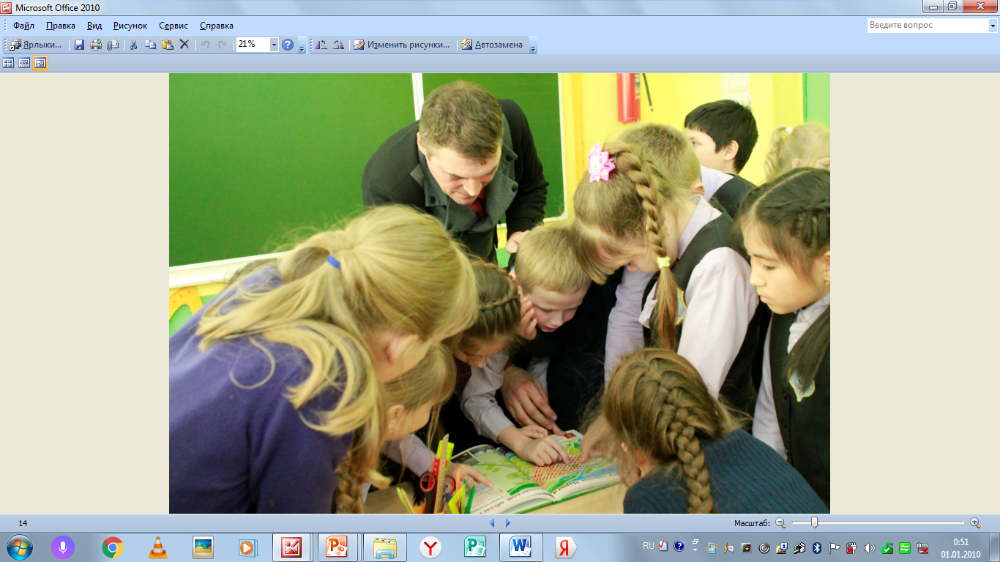 Microsoft Office 2010
Файл Правка Вид Рисунок Сервис Справка
Введите вопрос
Ярлыки... 21% Изменить рисунки... Автозамена
14 Масштаб:
RU 0:51
01.01.2010